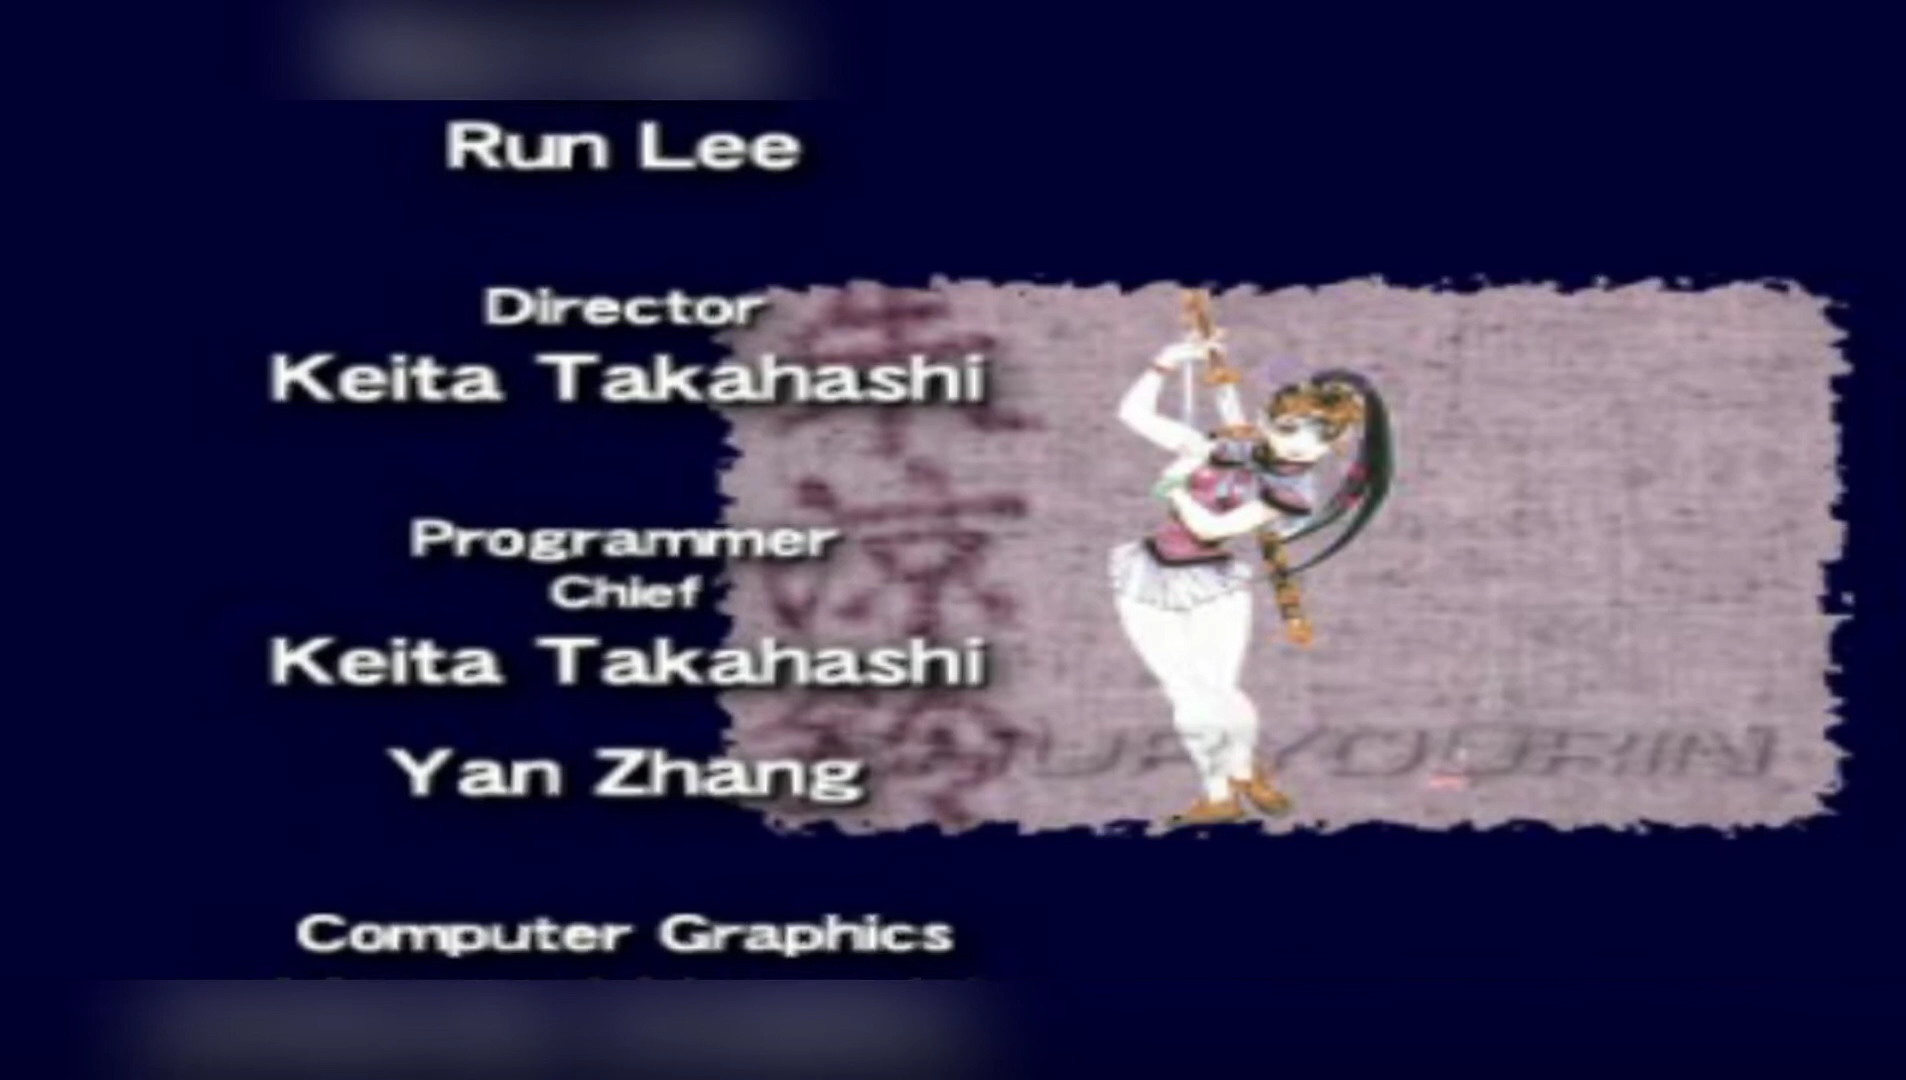 Run Lee
Director
Keita Takahashi
Programmer
Chief
Keita Takahashi
Yan Zhang
Computer Graphics